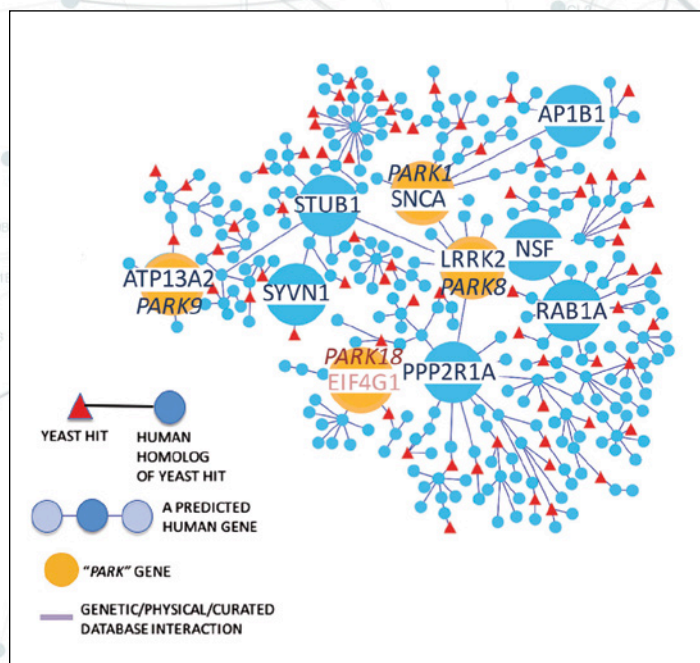 AP1B1
PARK1
SNCA
STUB1
LRRK2
PARK8
NSF
ATP13A2
PARK9
SYVN1
RAB1A
PARK18
EIF4G1
PPP2R1A
YEAST HIT
HUMAN
HOMOLOG
OF YEAST HIT
A PREDICTED
HUMAN GENE
"PARK" GENE
GENETIC/PHYSICAL/CURATED
DATABASE INTERACTION